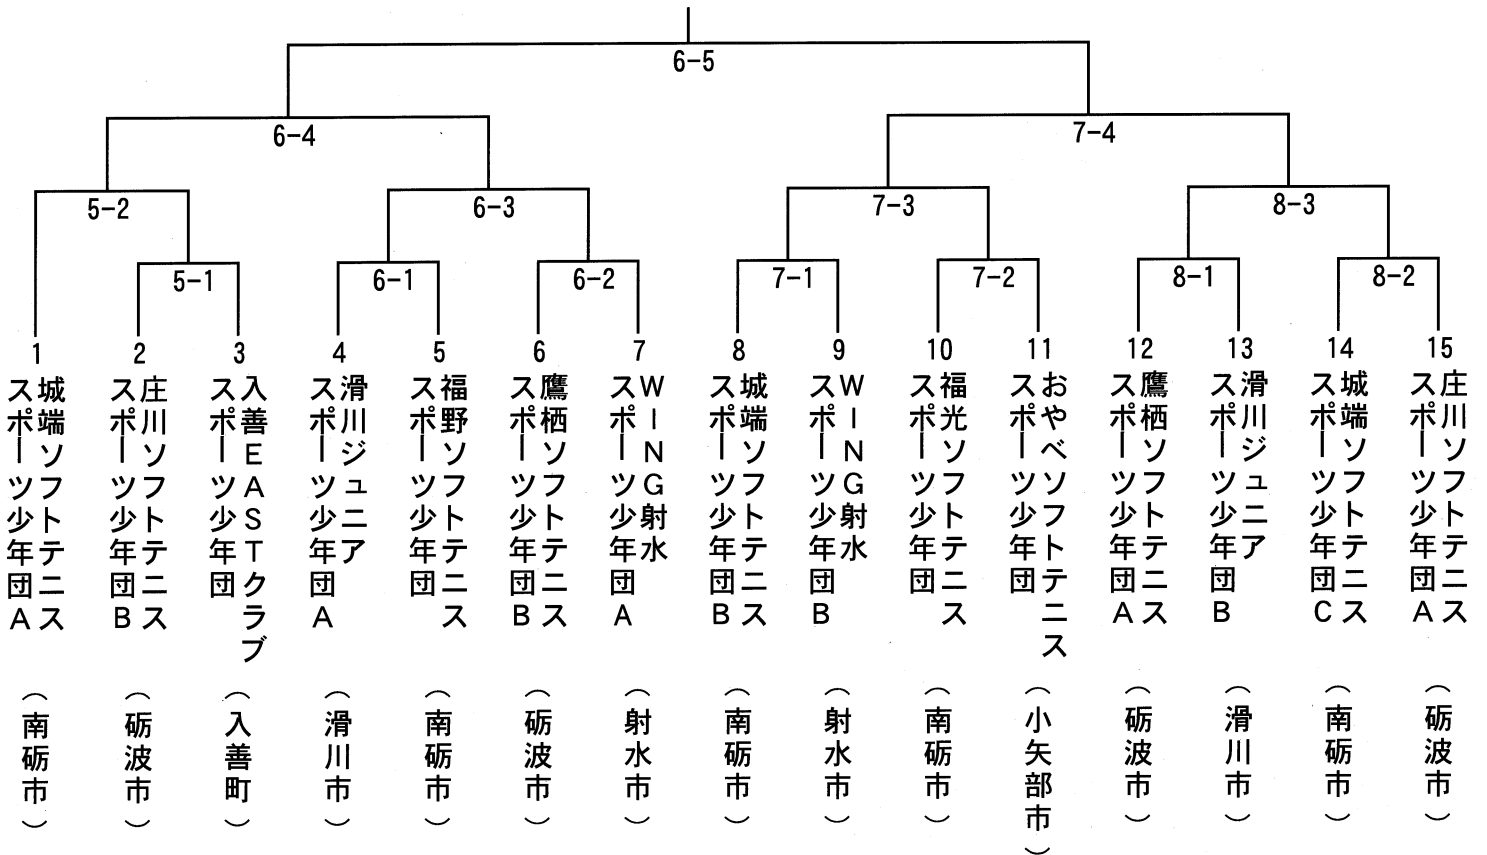 6-5
6-4
7-4
5-2
6-3
7-3
8-3
5-1
6-1
6-2
7-1
7-2
8-1
8-2
1
城端ソフトテニス
スポーツ少年団A
（南砺市）
2
庄川ソフトテニス
スポーツ少年団B
（砺波市）
3
入善EASTクラブ
スポーツ少年団
（入善町）
4
滑川ジュニア
スポーツ少年団A
（滑川市）
5
福野ソフトテニス
スポーツ少年団
（南砺市）
6
鷹栖ソフトテニス
スポーツ少年団B
（砺波市）
7
WING射水
スポーツ少年団A
（射水市）
8
城端ソフトテニス
スポーツ少年団B
（南砺市）
9
WING射水
スポーツ少年団B
（射水市）
10
福光ソフトテニス
スポーツ少年団
（南砺市）
11
おやべソフトテニス
スポーツ少年団
（小矢部市）
12
鷹栖ソフトテニス
スポーツ少年団A
（砺波市）
13
滑川ジュニア
スポーツ少年団B
（滑川市）
14
城端ソフトテニス
スポーツ少年団C
（南砺市）
15
庄川ソフトテニス
スポーツ少年団A
（砺波市）